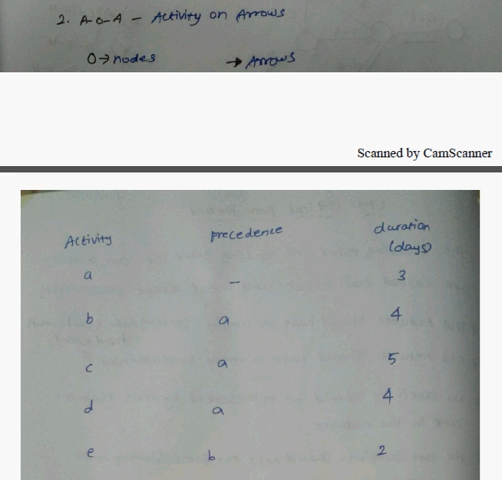 2. A-O-A - Activity on Arrows
O→nodes → Arrows
Scanned by CamScanner
Activity precedence duration (days)
a - 3
b a 4
c a 5
d a 4
e b 2